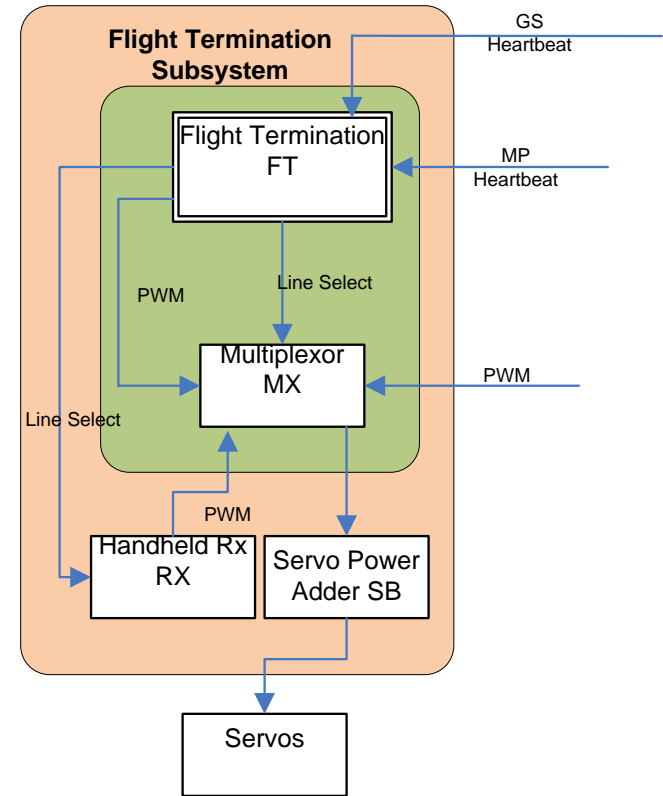 GS
Heartbeat
Flight Termination
Subsystem
Flight Termination
FT
MP
Heartbeat
Line Select
PWM
Multiplexor
MX
PWM
Line Select
PWM
Handheld Rx
RX
Servo Power
Adder SB
Servos